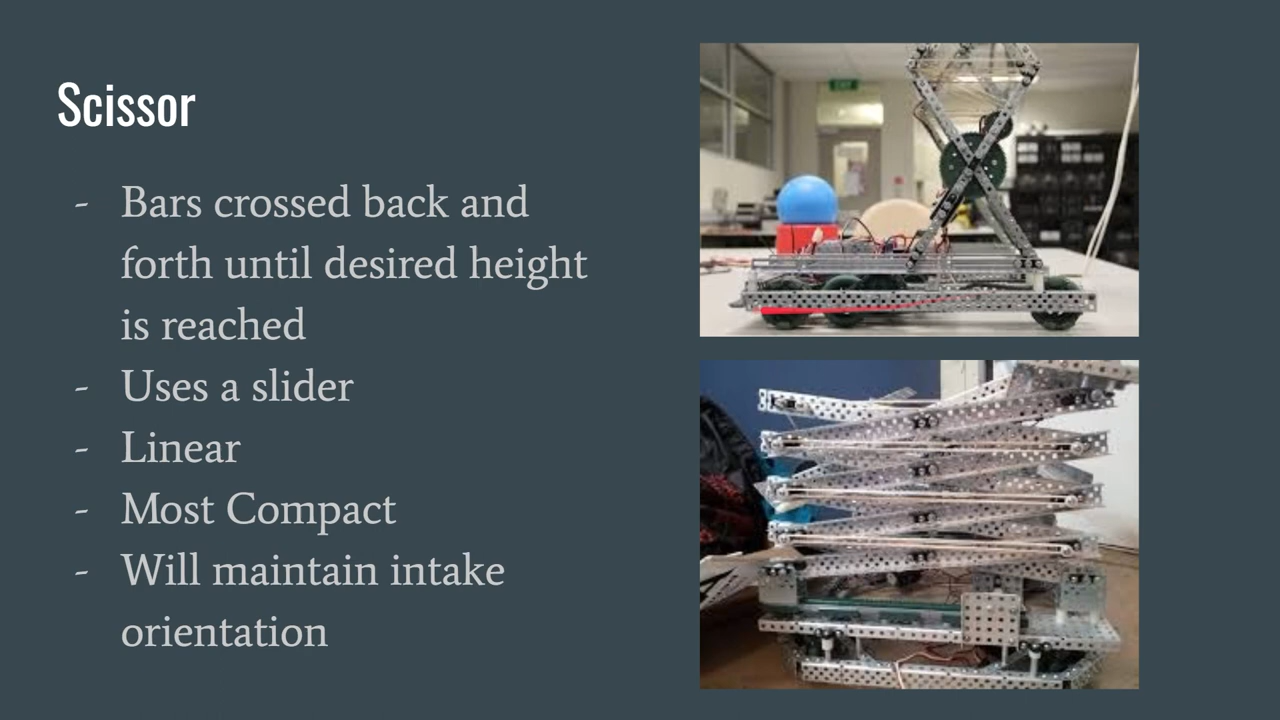 Scissor
- Bars crossed back and
forth until desired height
is reached
- Uses a slider
- Linear
- Most Compact
- Will maintain intake
orientation
EXIT